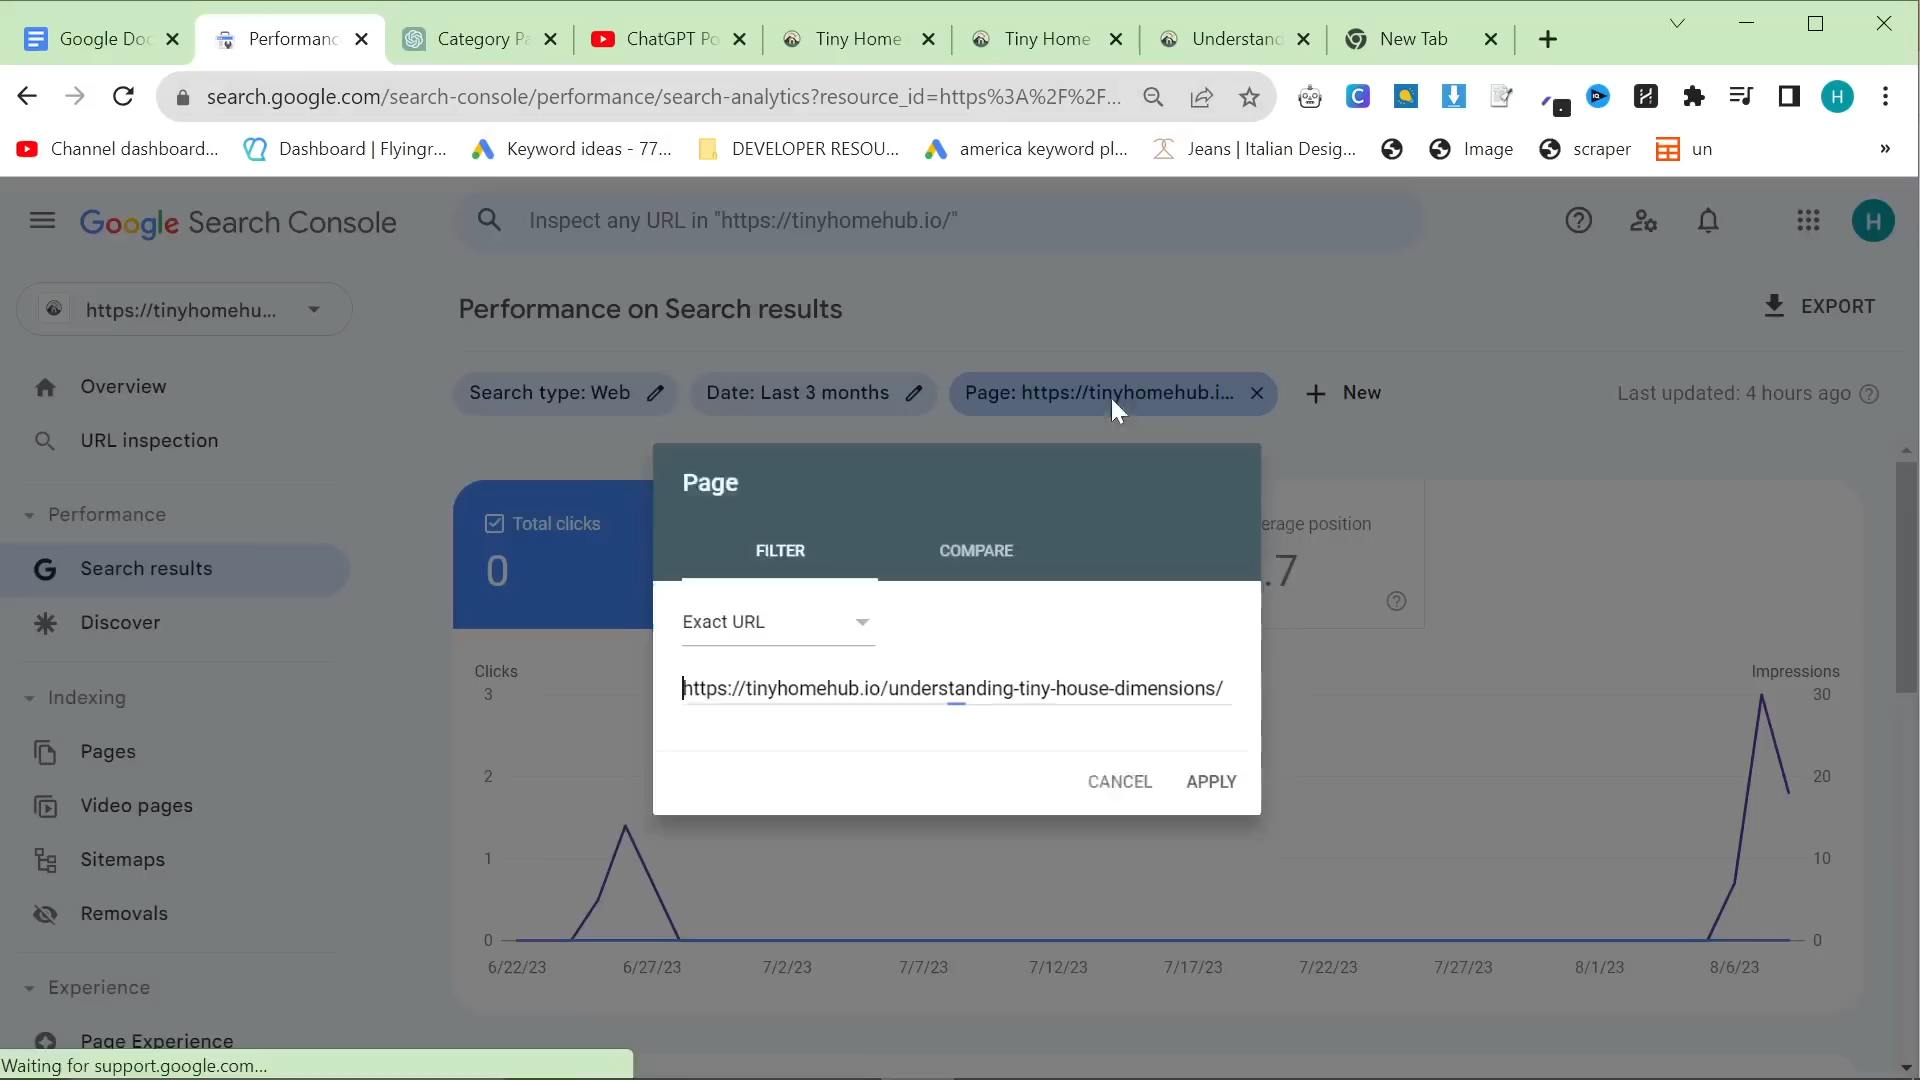 Google Doc
Performanc
Category Pa
ChatGPT Po
Tiny Home
Tiny Home
Understand
New Tab
search.google.com/search-console/performance/search-analytics?resource_id=https%3A%2F%2F...
C
H
H
Channel dashboard...
Dashboard | Flyingr...
Keyword ideas - 77...
DEVELOPER RESOU...
america keyword pl...
Jeans | Italian Desig...
Image
scraper
un
»
Google Search Console
Inspect any URL in "https://tinyhomehub.io/"
H
https://tinyhomehu...
Performance on Search results
EXPORT
Search type: Web
Date: Last 3 months
Page: https://tinyhomehub.i...
New
Last updated: 4 hours ago
Overview
URL inspection
Performance
Search results
Discover
Indexing
Pages
Video pages
Sitemaps
Removals
Experience
Page Experience
Total clicks
0
erage position
.7
Page
FILTER
COMPARE
Exact URL
https://tinyhomehub.io/understanding-tiny-house-dimensions/
CANCEL
APPLY
Clicks
3
2
1
0
Impressions
30
20
10
0
6/22/23
6/27/23
7/2/23
7/7/23
7/12/23
7/17/23
7/22/23
7/27/23
8/1/23
8/6/23
Waiting for support.google.com...